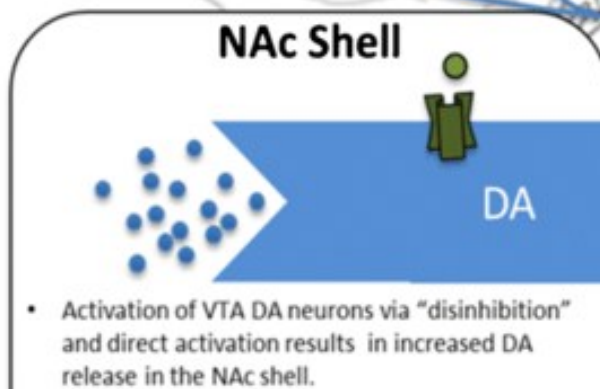 NAc Shell
DA
• Activation of VTA DA neurons via “disinhibition”
and direct activation results in increased DA
release in the NAc shell.